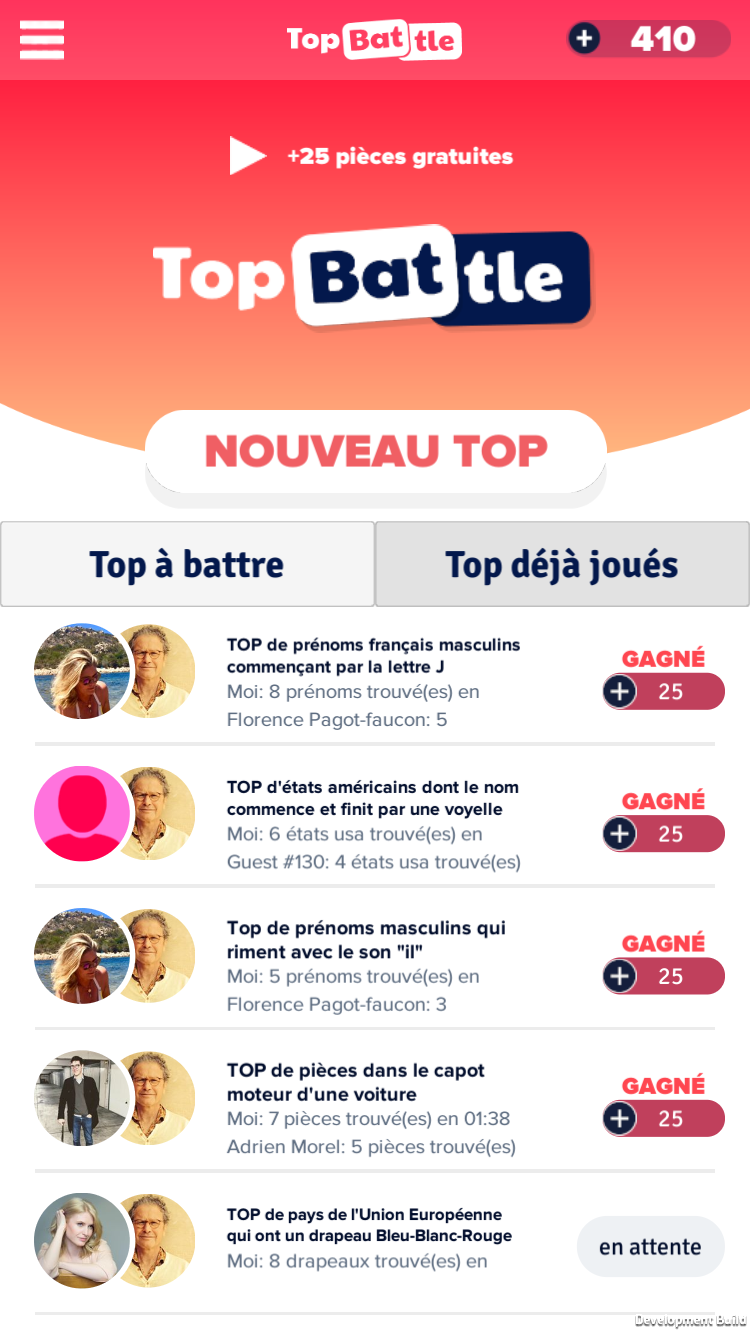 Top Battle
410
+25 pièces gratuites
Top Battle
NOUVEAU TOP
Top à battre
Top déjà joués
TOP de prénoms français masculins
commençant par la lettre J
Moi: 8 prénoms trouvé(es) en
Florence Pagot-faucon: 5
GAGNÉ
25
TOP d'états américains dont le nom
commence et finit par une voyelle
Moi: 6 états usa trouvé(es) en
Guest #130: 4 états usa trouvé(es)
GAGNÉ
25
Top de prénoms masculins qui
riment avec le son "il"
Moi: 5 prénoms trouvé(es) en
Florence Pagot-faucon: 3
GAGNÉ
25
TOP de pièces dans le capot
moteur d'une voiture
Moi: 7 pièces trouvé(es) en 01:38
Adrien Morel: 5 pièces trouvé(es)
GAGNÉ
25
TOP de pays de l'Union Européenne
qui ont un drapeau Bleu-Blanc-Rouge
Moi: 8 drapeaux trouvé(es) en
en attente
Development Build